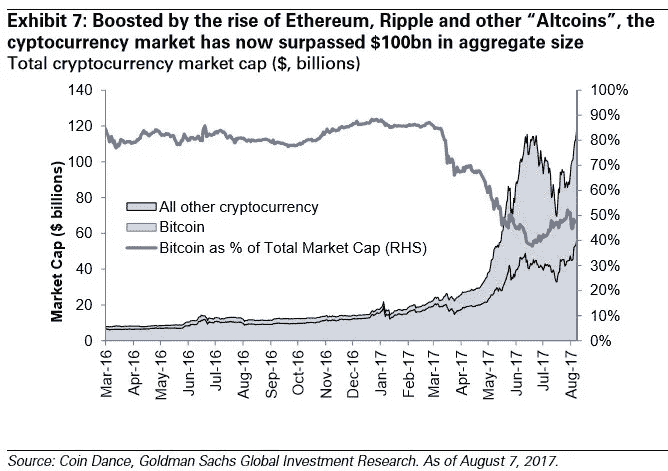 Exhibit 7: Boosted by the rise of Ethereum, Ripple and other “Altcoins”, the
cyptocurrency market has now surpassed $100bn in aggregate size
Total cryptocurrency market cap ($, billions)
Market Cap ($ billions)
140
120
100
80
60
40
20
0
All other cryptocurrency
Bitcoin
Bitcoin as % of Total Market Cap (RHS)
100%
90%
80%
70%
60%
50%
40%
30%
20%
10%
0%
Mar-16
Apr-16
May-16
Jun-16
Jul-16
Aug-16
Sep-16
Oct-16
Nov-16
Dec-16
Jan-17
Feb-17
Mar-17
Apr-17
May-17
Jun-17
Jul-17
Aug-17
Source: Coin Dance, Goldman Sachs Global Investment Research. As of August 7, 2017.